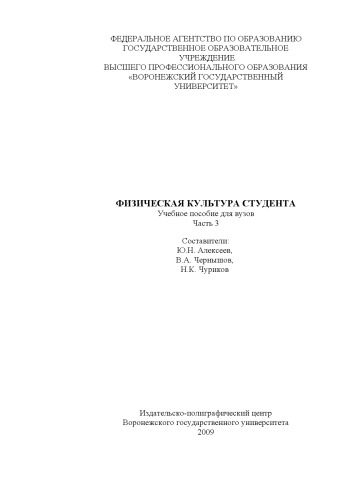 ФЕДЕРАЛЬНОЕ АГЕНТСТВО ПО ОБРАЗОВАНИЮ
ГОСУДАРСТВЕННОЕ ОБРАЗОВАТЕЛЬНОЕ
УЧРЕЖДЕНИЕ
ВЫСШЕГО ПРОФЕССИОНАЛЬНОГО ОБРАЗОВАНИЯ
«ВОРОНЕЖСКИЙ ГОСУДАРСТВЕННЫЙ
УНИВЕРСИТЕТ»
ФИЗИЧЕСКАЯ КУЛЬТУРА СТУДЕНТА
Учебное пособие для вузов
Часть 3
Составители:
Ю.Н. Алексеев,
В.А. Чернышов,
Н.К. Чуриков
Издательско-полиграфический центр
Воронежского государственного университета
2009